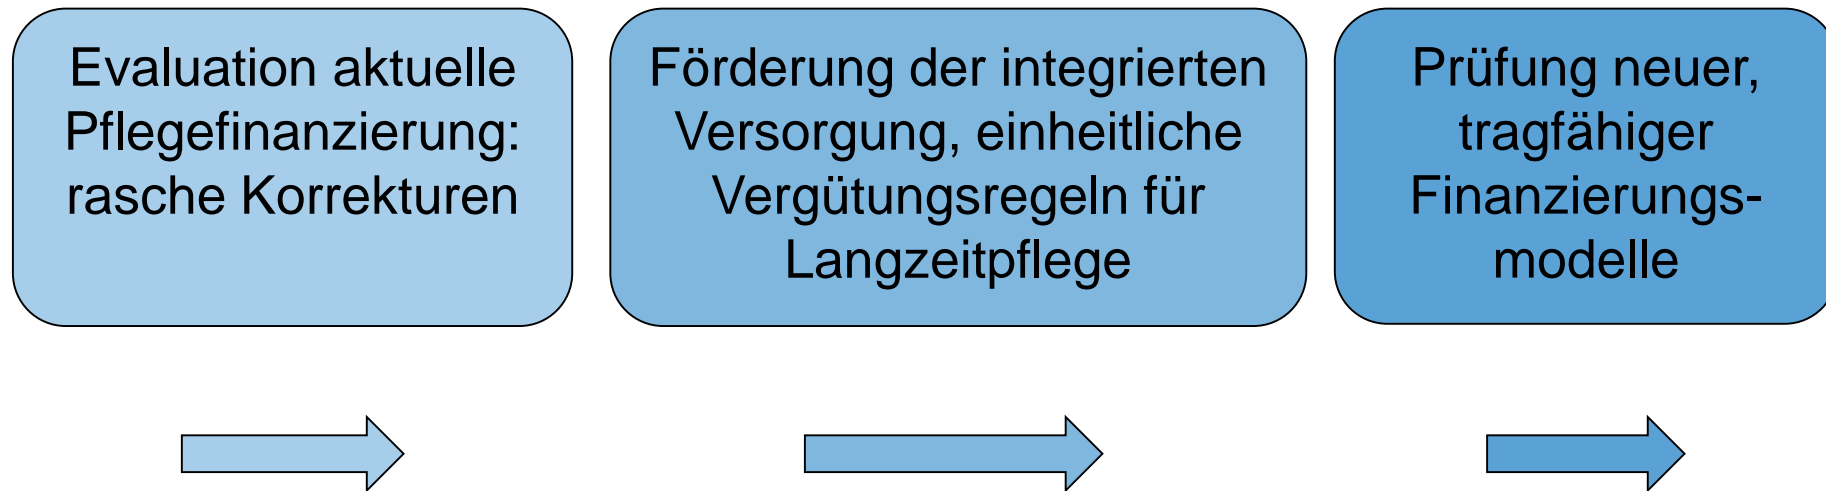 Evaluation aktuelle
Pflegefinanzierung:
rasche Korrekturen
Förderung der integrierten
Versorgung, einheitliche
Vergütungsregeln für
Langzeitpflege
Prüfung neuer,
tragfähiger
Finanzierungs-
modelle